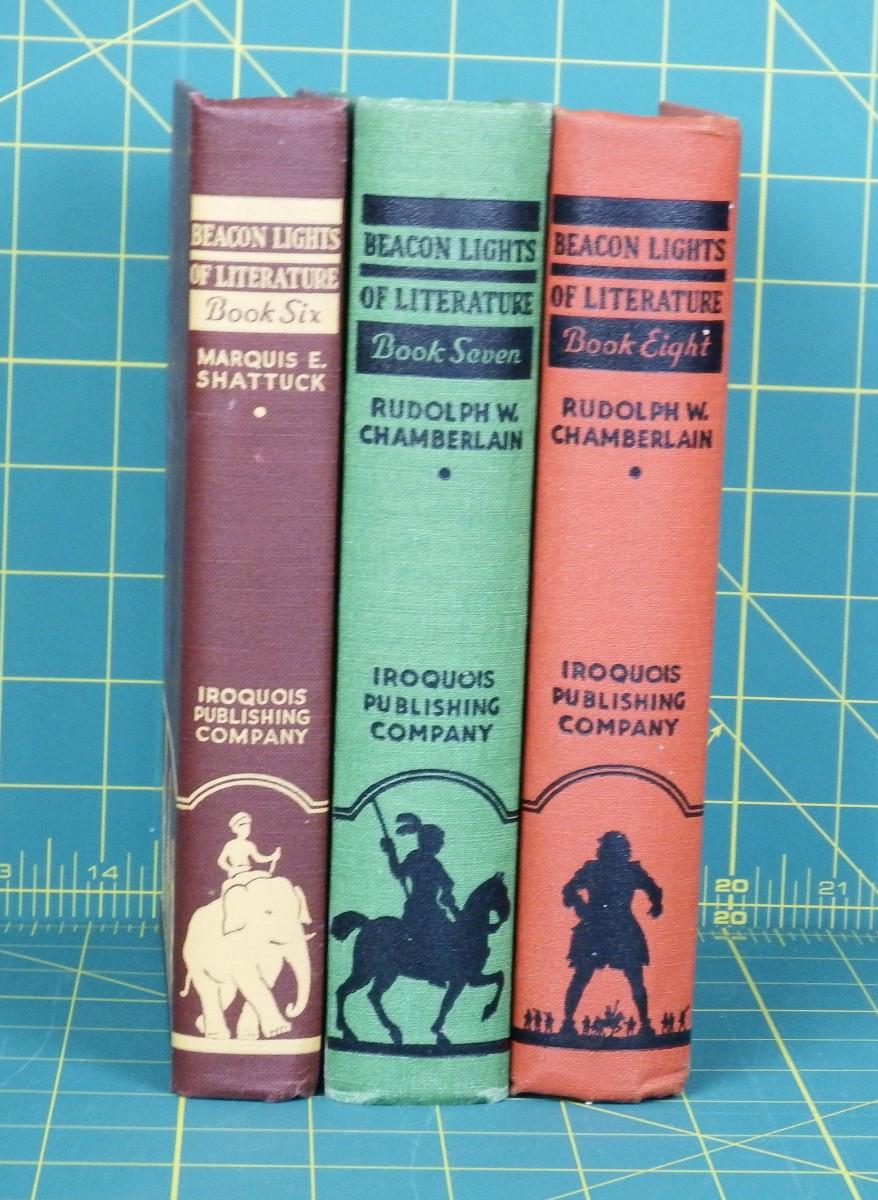 BEACON LIGHTS
OF LITERATURE
Book Six
MARQUIS E.
SHATTUCK
IROQUOIS
PUBLISHING
COMPANY
BEACON LIGHTS
OF LITERATURE
Book Seven
RUDOLPH W.
CHAMBERLAIN
IROQUOIS
PUBLISHING
COMPANY
BEACON LIGHTS
OF LITERATURE
Book Eight
RUDOLPH W.
CHAMBERLAIN
IROQUOIS
PUBLISHING
COMPANY
3 14 20 21
20